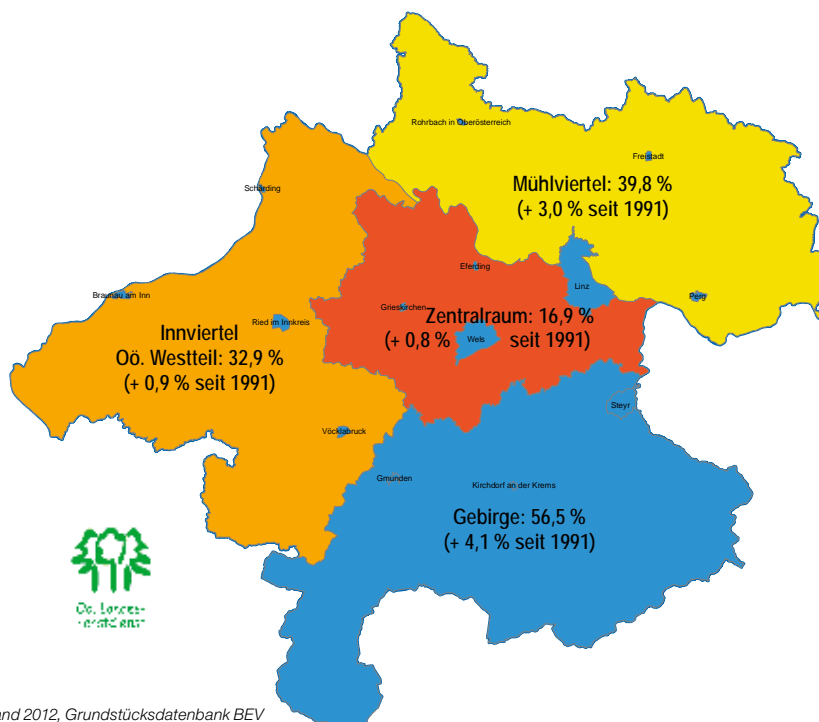 Rohrbach in Oberösterreich
Freistadt
Mühlviertel: 39,8 %
(+ 3,0 % seit 1991)
Schärding
Eferding
Linz
Braunau am Inn
Perg
Grieskirchen
Zentralraum: 16,9 %
(+ 0,8 % seit 1991)
Wels
Ried im Innkreis
Innviertel
Oö. Westteil: 32,9 %
(+ 0,9 % seit 1991)
Steyr
Vöcklabruck
Gmunden
Kirchdorf an der Krems
Gebirge: 56,5 %
(+ 4,1 % seit 1991)
Oö. Landes-
forstdienst
and 2012, Grundstücksdatenbank BEV